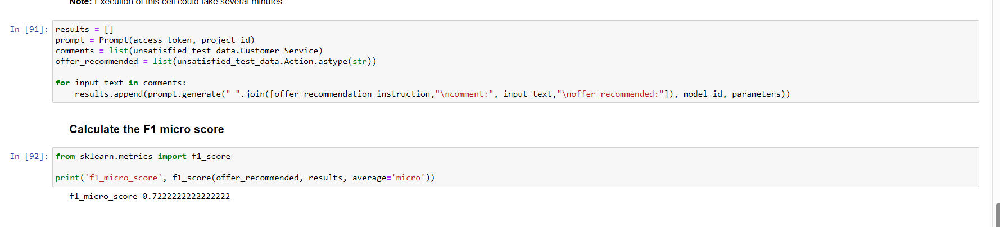 Note: Execution of this cell could take several minutes.
In [91]: results = []
prompt = Prompt(access_token, project_id)
comments = list(unsatisfied_test_data.Customer_Service)
offer_recommended = list(unsatisfied_test_data.Action.astype(str))
for input_text in comments:
    results.append(prompt.generate(" ".join([offer_recommendation_instruction,"\ncomment:", input_text,"\noffer_recommended:"]), model_id, parameters))
Calculate the F1 micro score
In [92]: from sklearn.metrics import f1_score
print('f1_micro_score', f1_score(offer_recommended, results, average='micro'))
f1_micro_score 0.7222222222222222